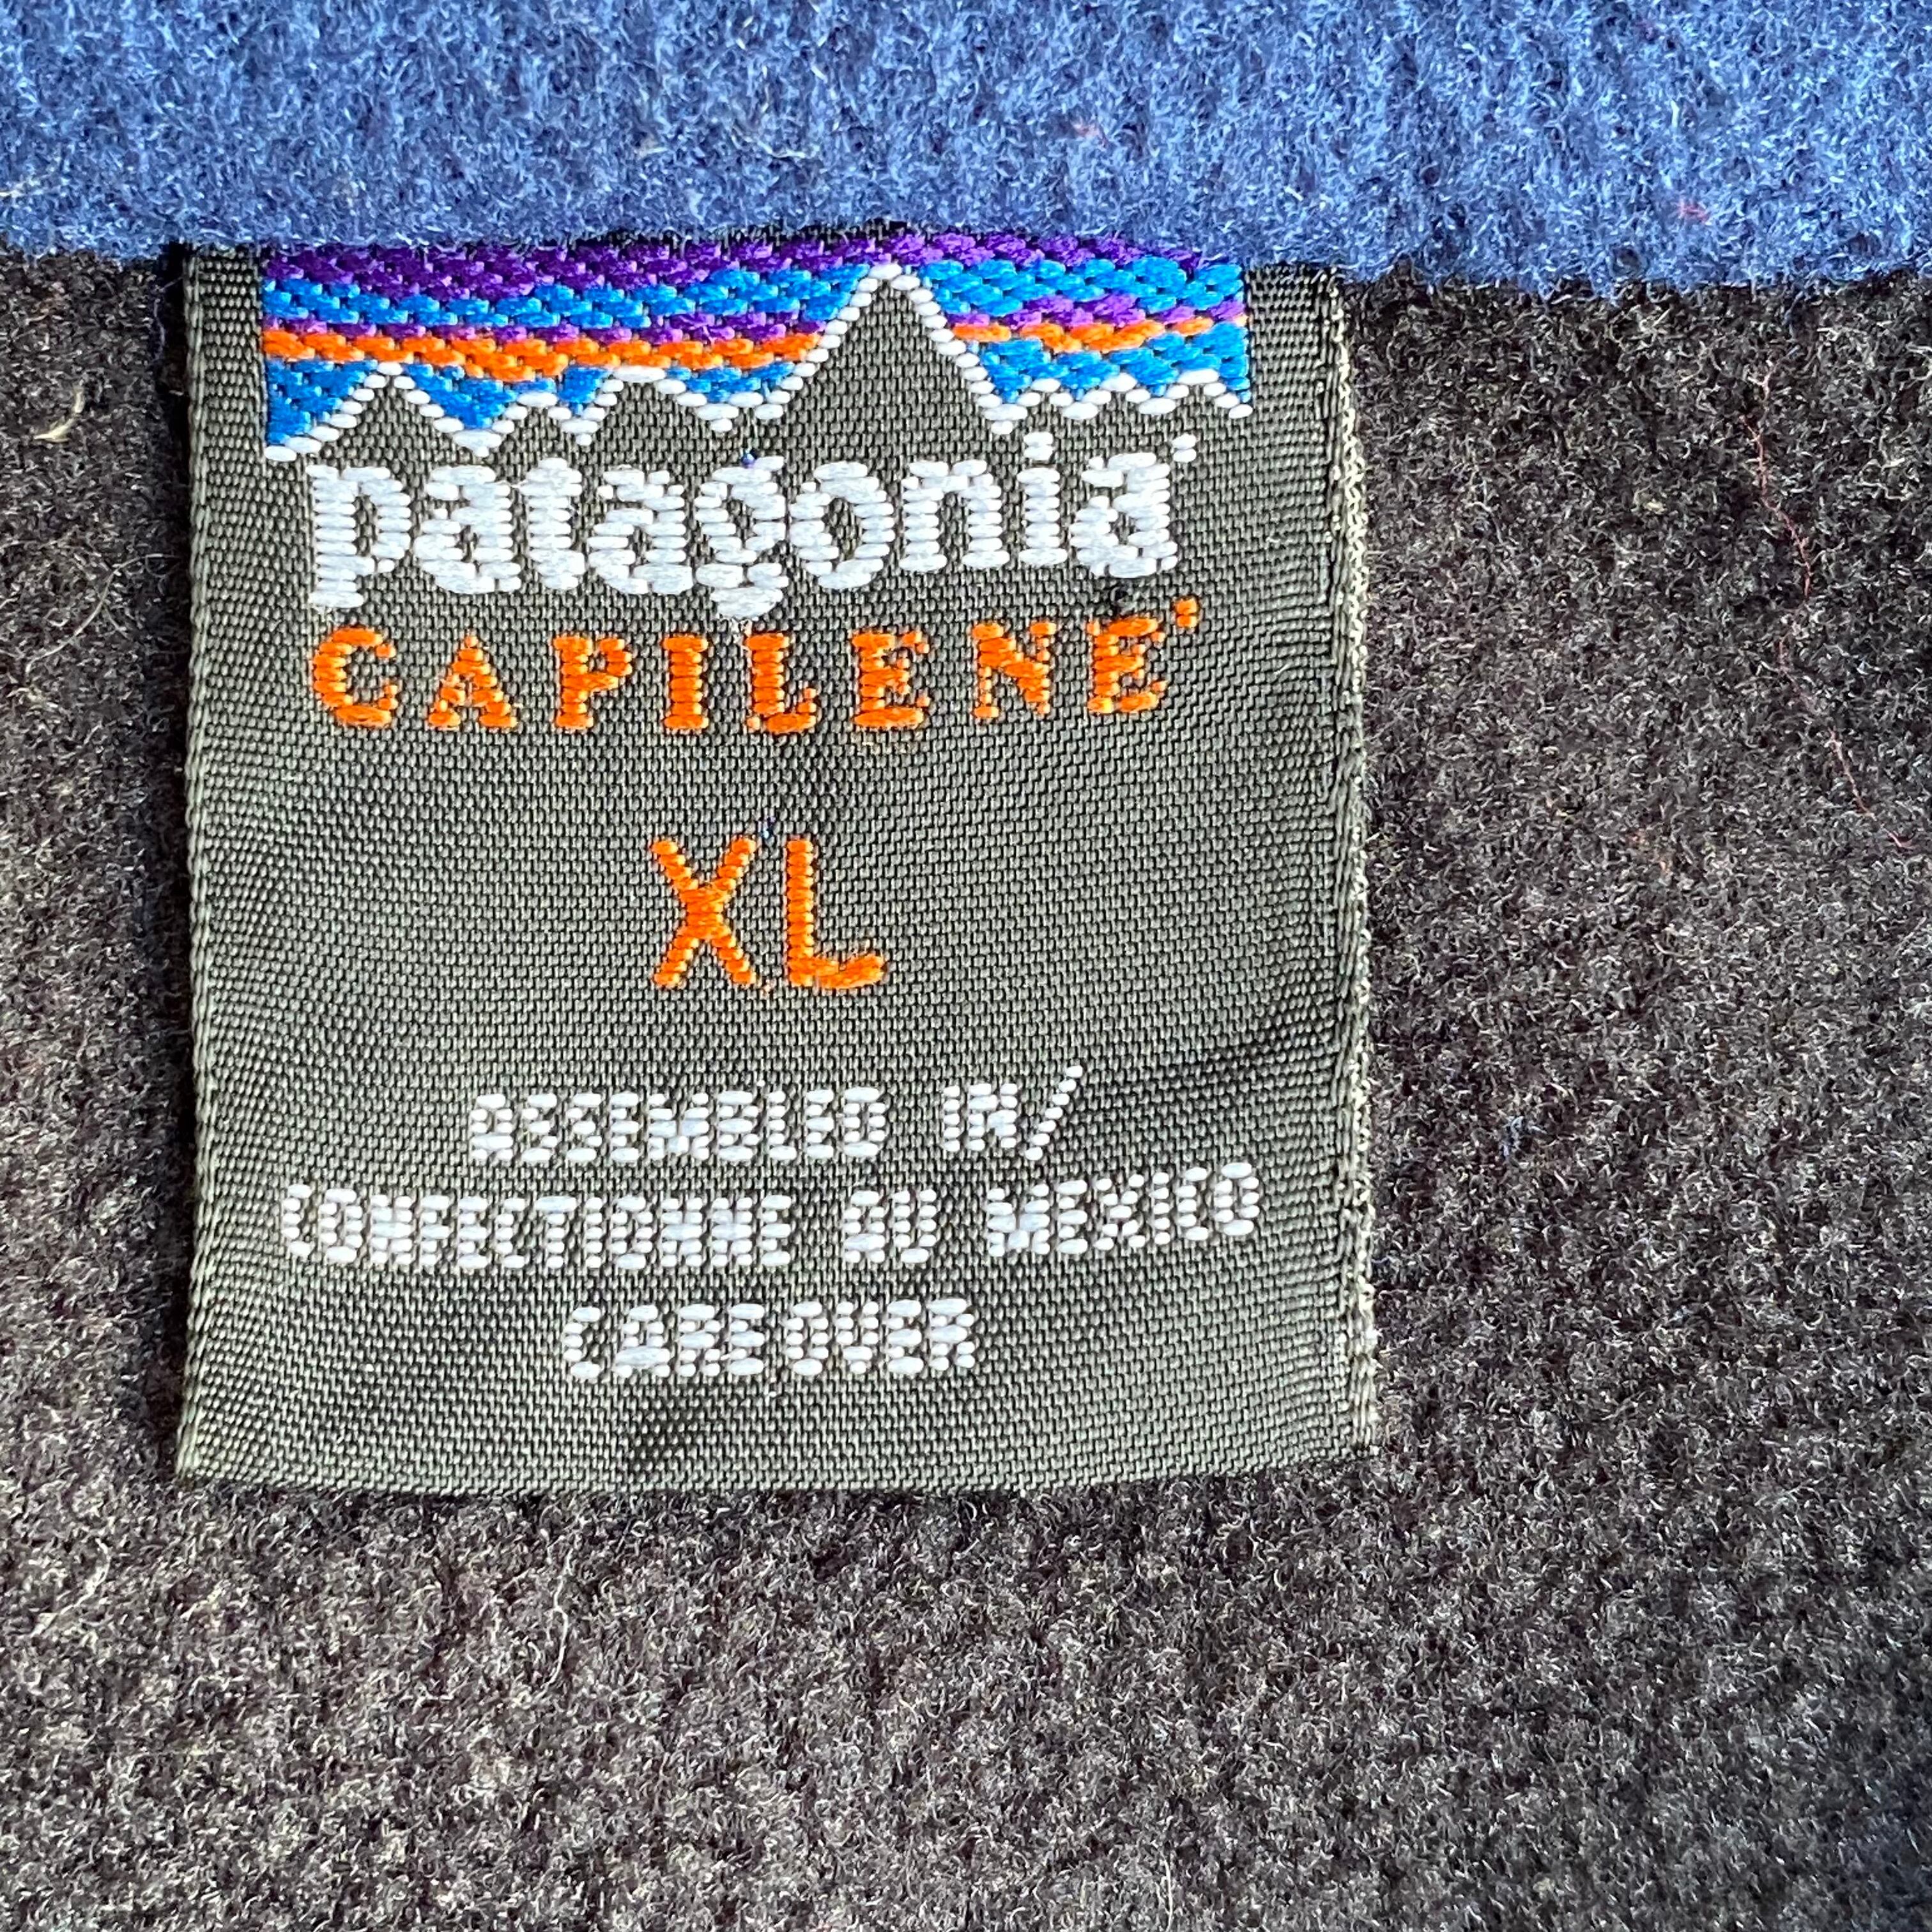 patagonia®
CAPILENE®
XL
ASSEMBLED IN/
CONFECTIONNE AU MEXICO
CARE OVER